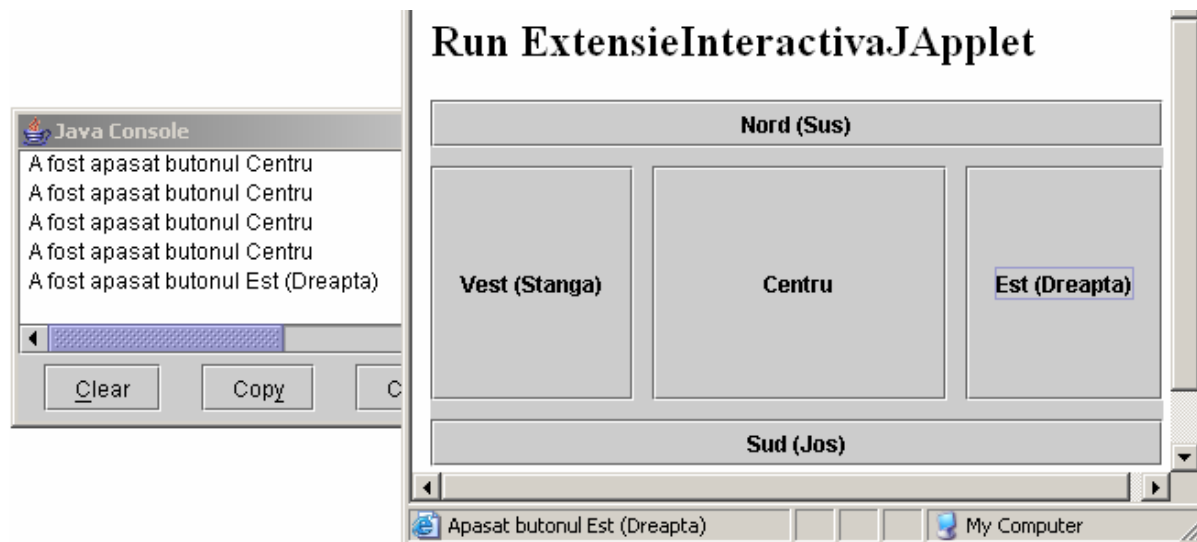 Run ExtensieInteractivaJApplet
Java Console
A fost apasat butonul Centru
A fost apasat butonul Centru
A fost apasat butonul Centru
A fost apasat butonul Centru
A fost apasat butonul Est (Dreapta)
Clear Copy C
Nord (Sus)
Vest (Stanga) Centru Est (Dreapta)
Sud (Jos)
Apasat butonul Est (Dreapta) My Computer